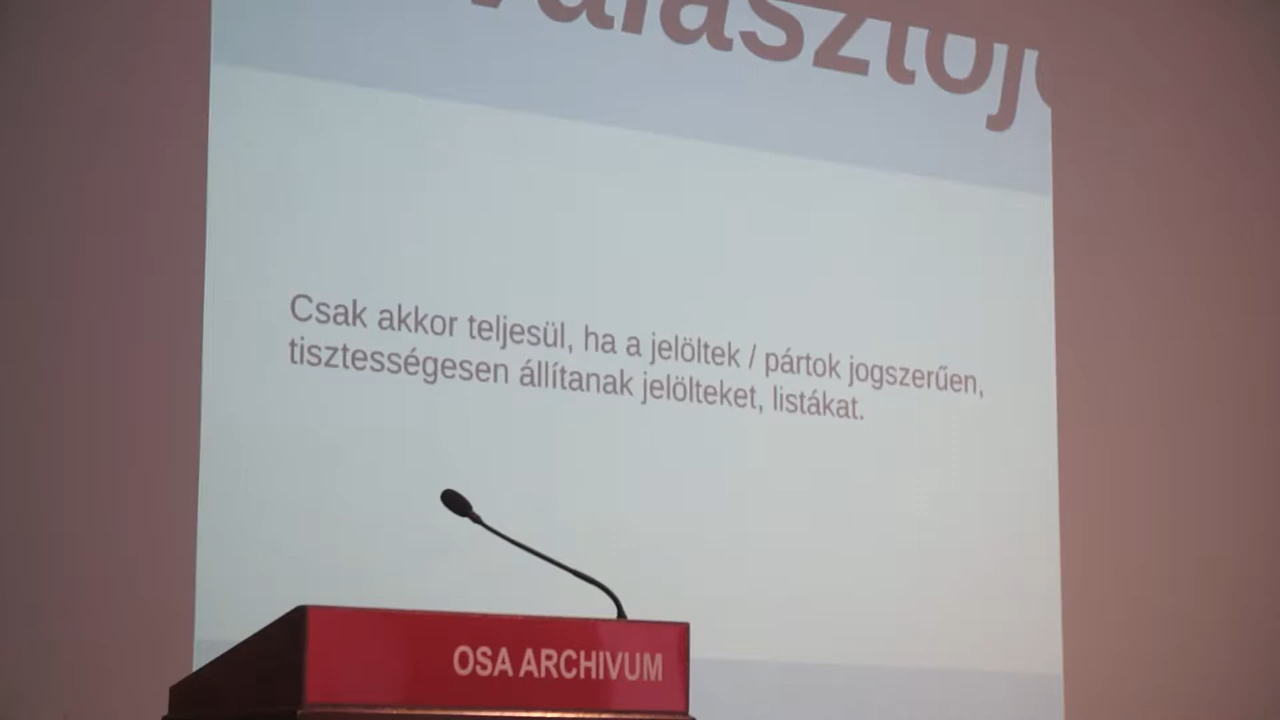 Csak akkor teljesül, ha a jelöltek / pártok jogszerűen,
tisztességesen állítanak jelölteket, listákat.
OSA ARCHIVUM